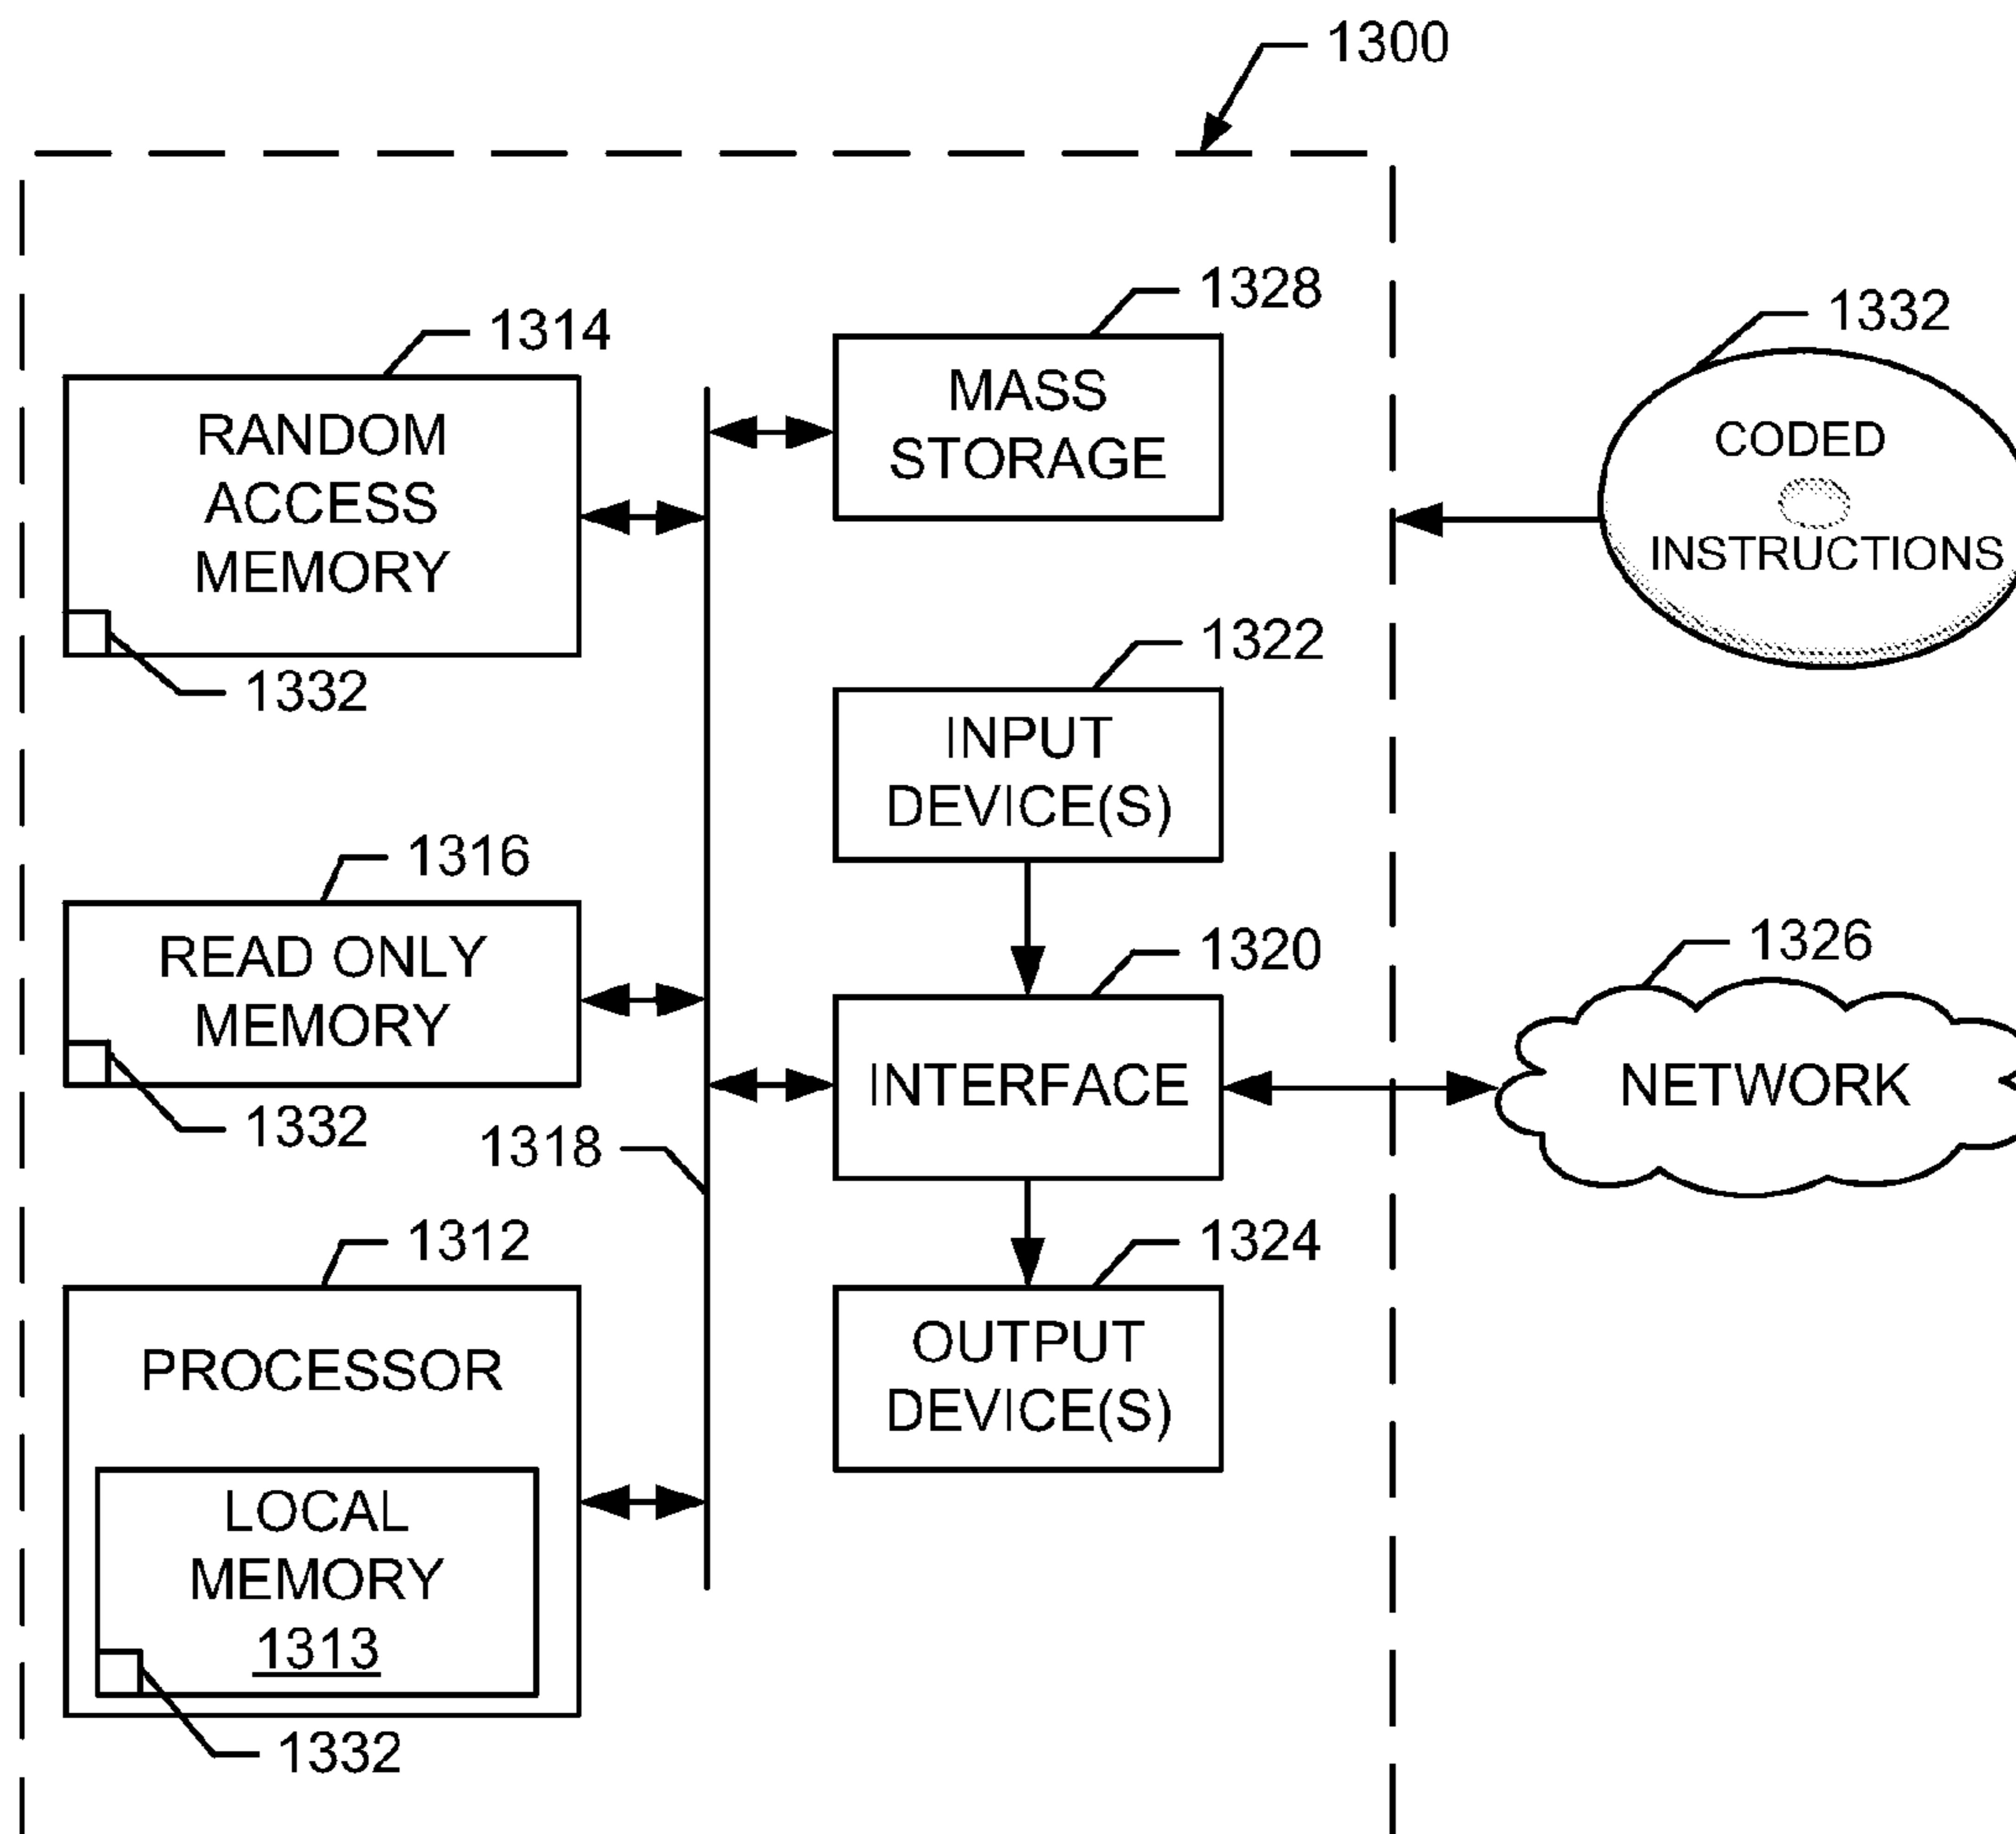 1300
1328
1314
1332
MASS
STORAGE
RANDOM
ACCESS
MEMORY
CODED
INSTRUCTIONS
1322
1332
INPUT
DEVICE(S)
1316
READ ONLY
MEMORY
1320
1326
INTERFACE
NETWORK
1332
1318
1312
1324
PROCESSOR
OUTPUT
DEVICE(S)
LOCAL
MEMORY
1313
1332